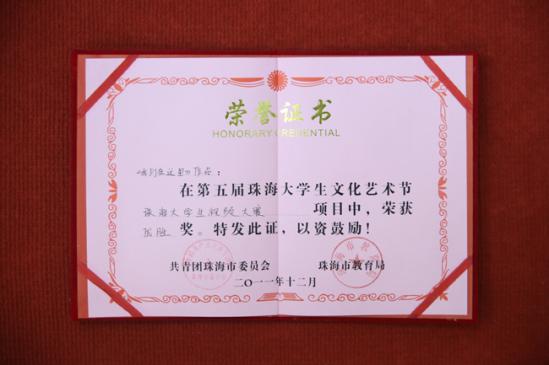 荣誉证书
HONORARY CREDENTIAL
作品：
在第五届珠海大学生文化艺术节
珠海大学生视频大赛 项目中，荣获
奖。特发此证，以资鼓励！
共青团珠海市委员会 珠海市教育局
二〇一一年十二月